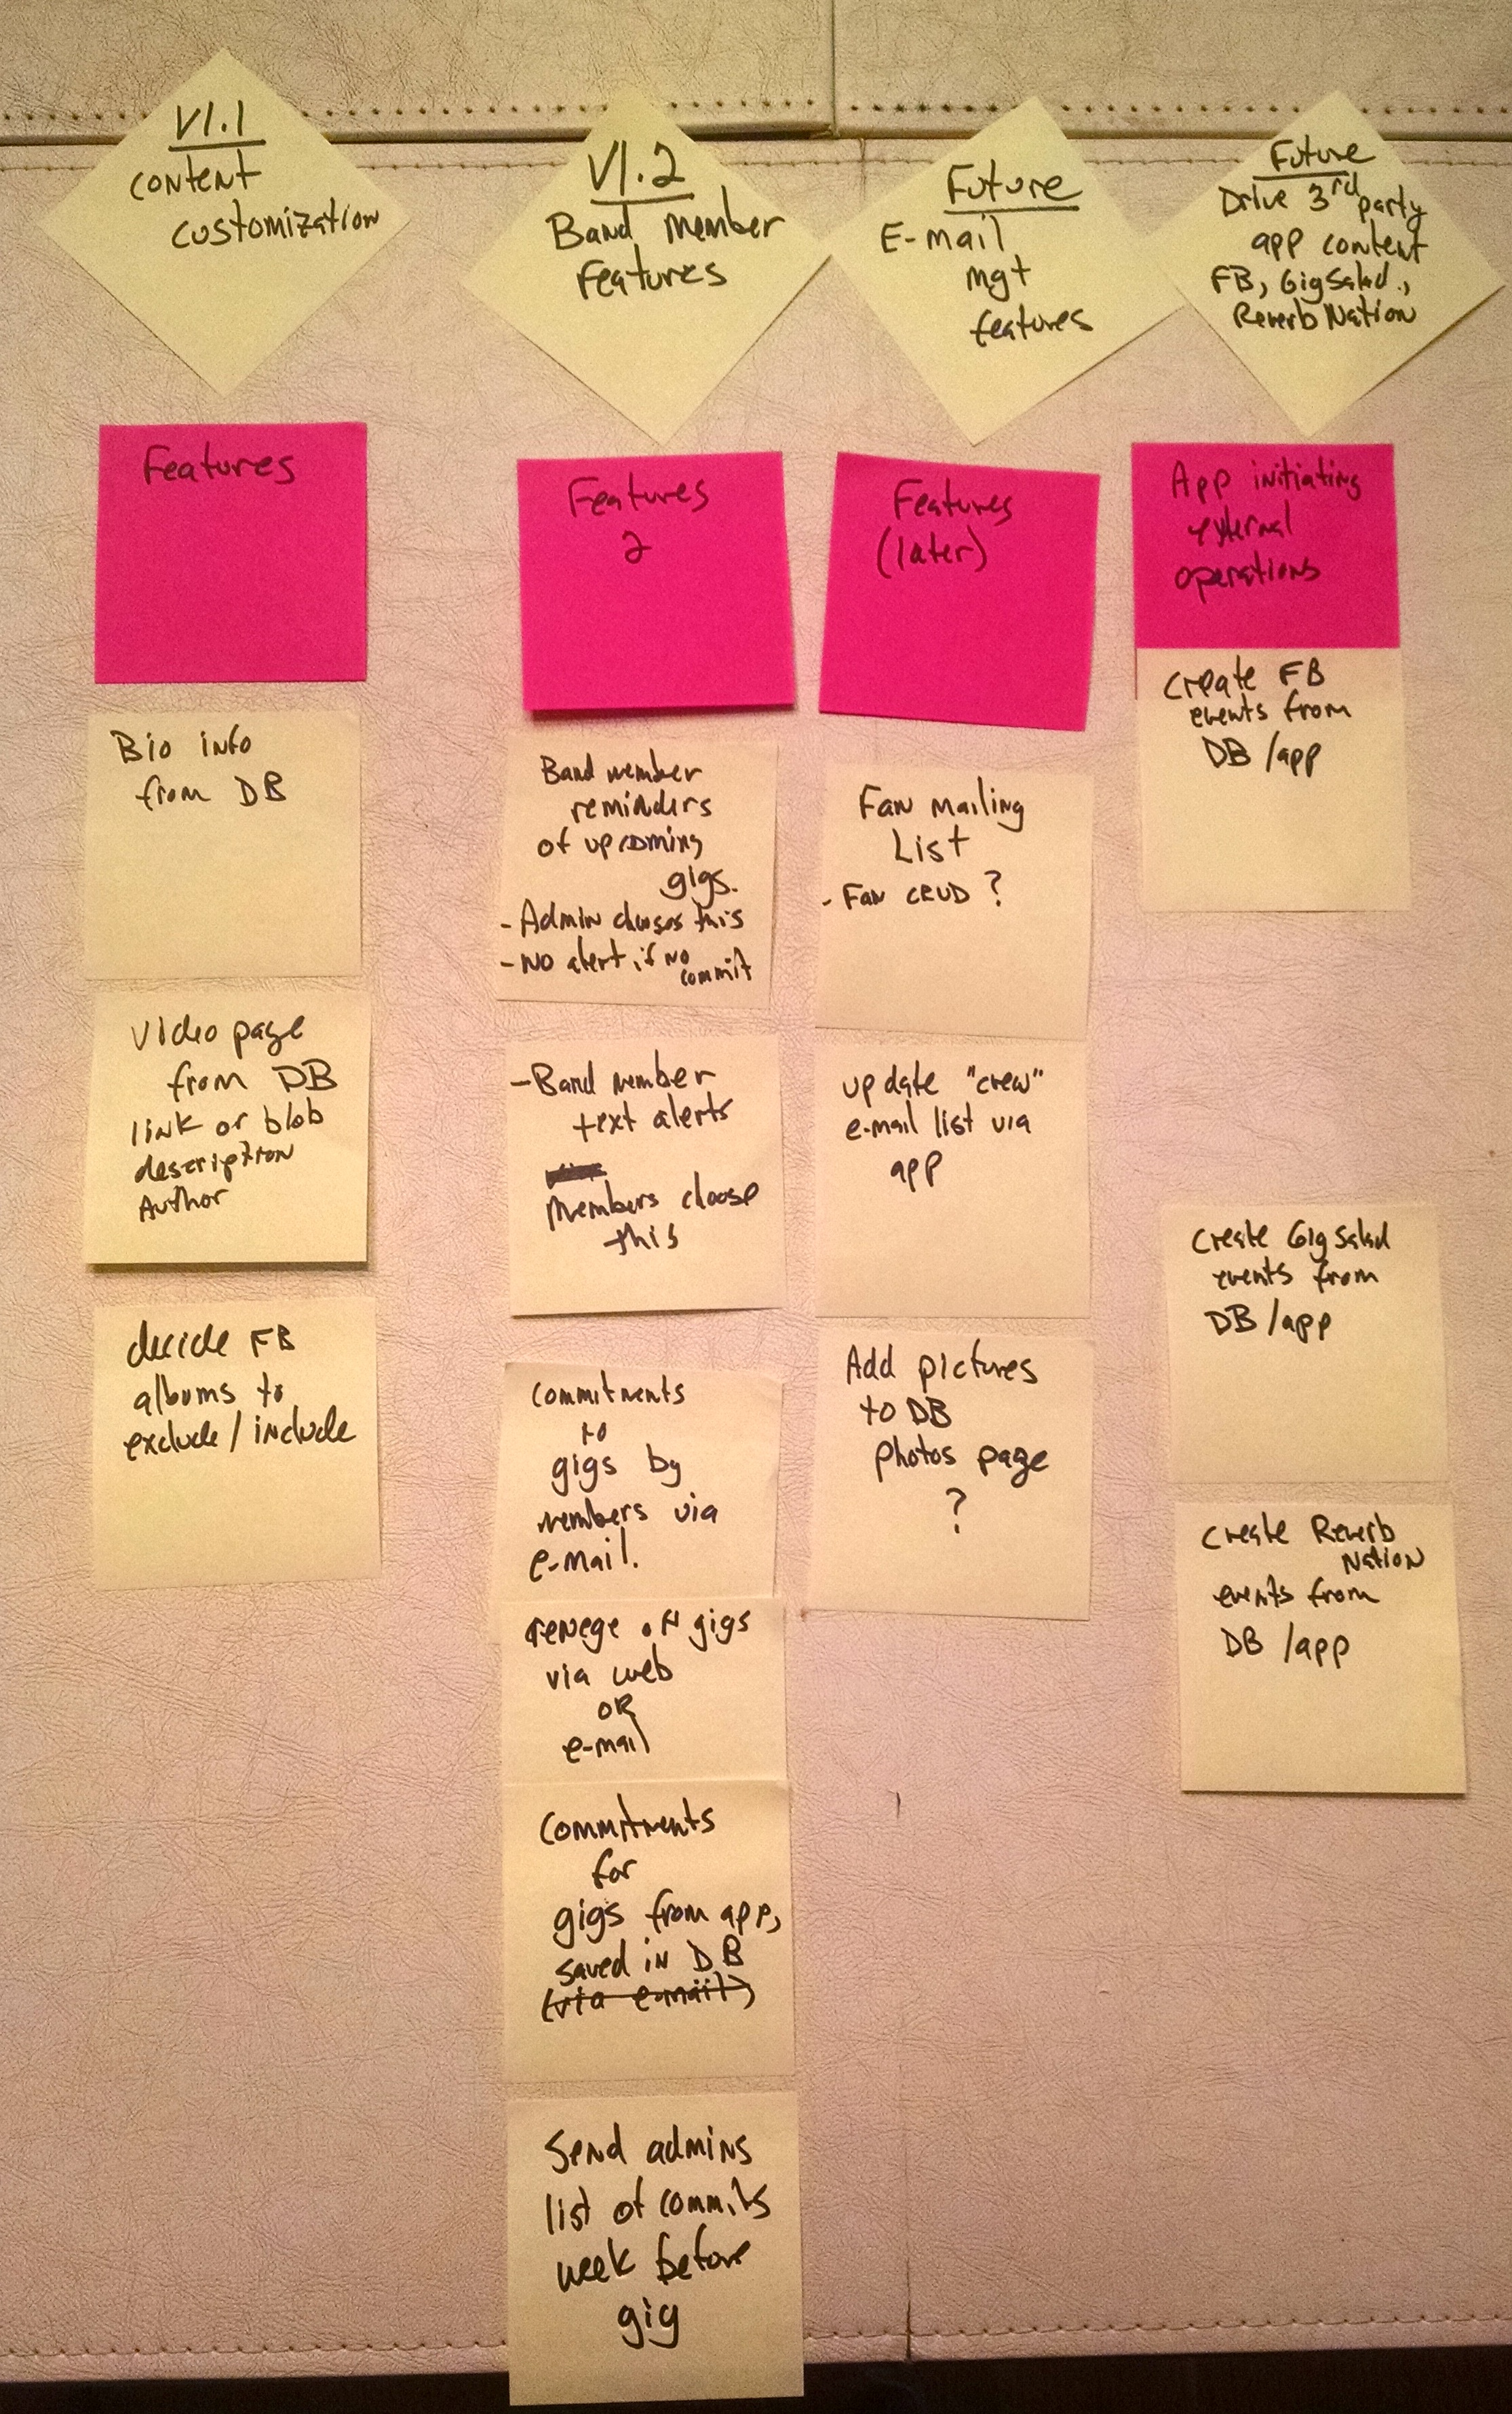 V1.1
content
customization
Features
Bio info
from DB
Video page
from DB
link or blob
description
Author
decide FB
albums to
exclude / include
V1.2
Band member
Features
Features
2
Band member
reminders
of upcoming
gigs.
- Admin chooses this
- No alert if no
commit
- Band member
text alerts
Members choose
this
Commitments
to
gigs by
members via
e-mail.
renege of gigs
via web
OR
e-mail
Commitments
for
gigs from app,
saved in DB
(via e-mail)
Send admins
list of commits
week before
gig
Future
E-mail
mgt
features
Features
(later)
Fan mailing
List
- Fan CRUD ?
update "crew"
e-mail list via
app
Add pictures
to DB
photos page
?
Future
Drive 3rd party
app content
FB, GigSalad.,
ReverbNation
App initiating
external
operations
Create FB
events from
DB /app
Create GigSalad
events from
DB /app
Create Reverb
Nation
events from
DB /app